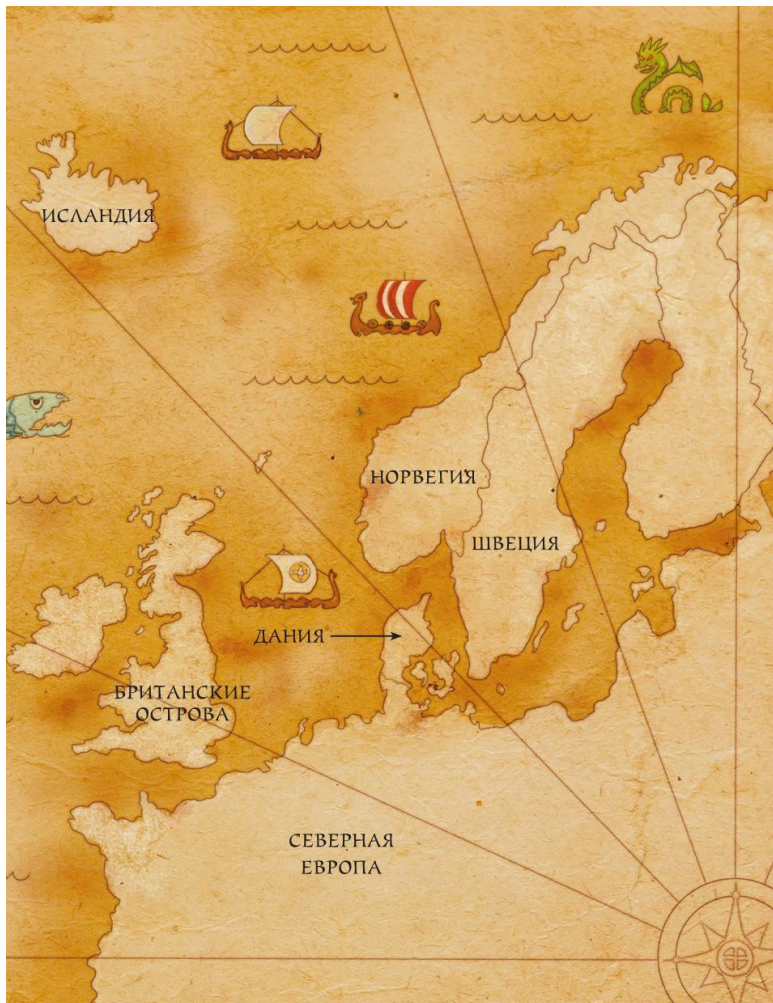 ИСЛАНДИЯ
НОРВЕГИЯ
ШВЕЦИЯ
ДАНИЯ
БРИТАНСКИЕ
ОСТРОВА
СЕВЕРНАЯ
ЕВРОПА